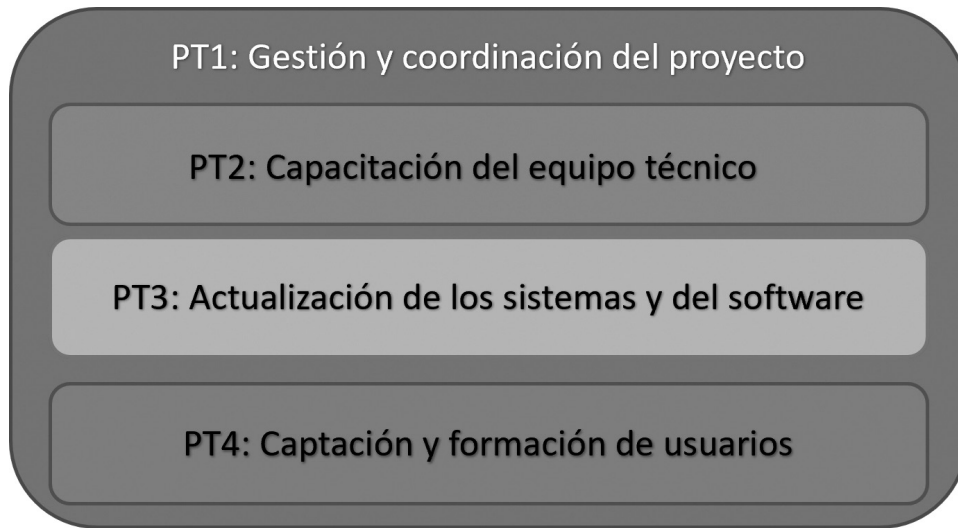 PT1: Gestión y coordinación del proyecto
PT2: Capacitación del equipo técnico
PT3: Actualización de los sistemas y del software
PT4: Captación y formación de usuarios